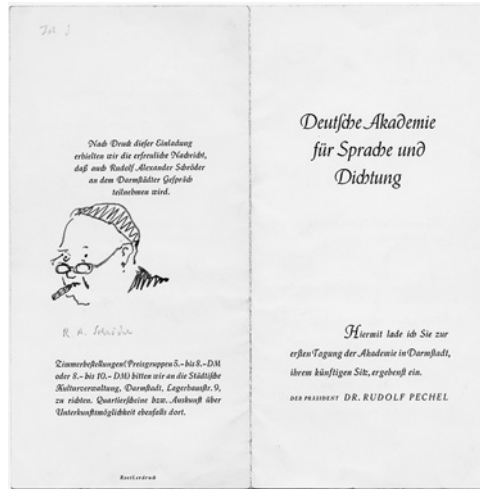 Nach Druck dieser Einladung
erhielten wir die erfreuliche Nachricht,
daß auch Rudolf Alexander Schröder
an dem Darmstädter Gespräch
teilnehmen wird.
R. A. Schröder
Zimmerbestellungen (Preisgruppen 5.- bis 8.- DM
oder 8.- bis 10.- DM) bitten wir an die Städtische
Kulturverwaltung, Darmstadt, Lagerhausstr. 9,
zu richten. Quartierscheine bzw. Auskunft über
Unterkunftsmöglichkeit ebenfalls dort.
Deutsche Akademie
für Sprache und
Dichtung
Hiermit lade ich Sie zur
ersten Tagung der Akademie in Darmstadt,
ihrem künftigen Sitz, ergebenst ein.
DER PRÄSIDENT DR. RUDOLF PECHEL